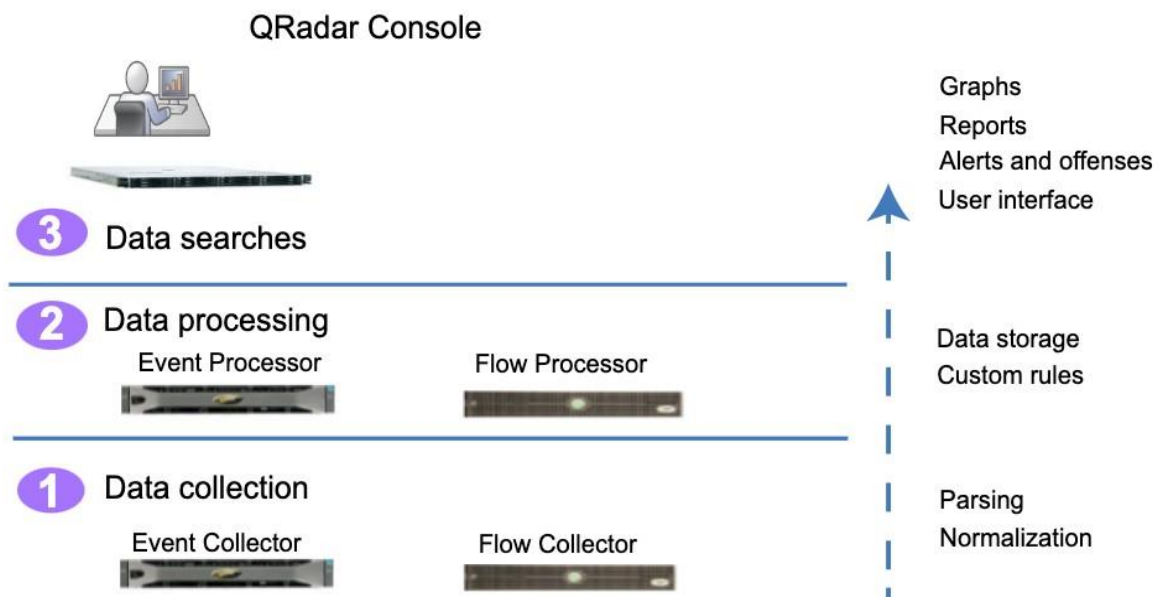 QRadar Console
Graphs
Reports
Alerts and offenses
User interface
3 Data searches
2 Data processing
Event Processor
Flow Processor
Data storage
Custom rules
1 Data collection
Event Collector
Flow Collector
Parsing
Normalization